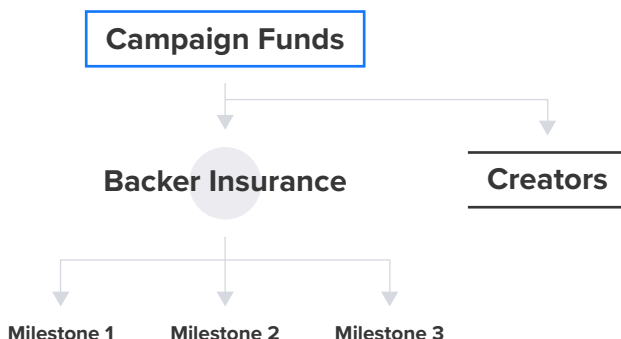 Campaign Funds
Backer Insurance
Creators
Milestone 1
Milestone 2
Milestone 3